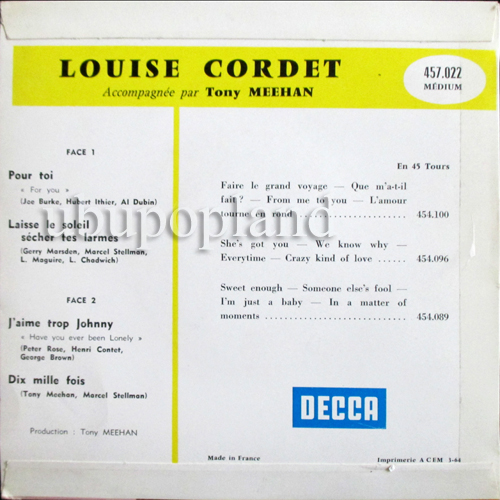 LOUISE CORDET
Accompagnée par Tony MEEHAN
457.022
MÉDIUM
FACE 1
Pour toi
« For you »
(Joe Burke, Hubert Ithier, Al Dubin)
Laisse le soleil
sécher tes larmes
(Gerry Marsden, Marcel Stellman,
L. Maguire, L. Chadwich)
FACE 2
J'aime trop Johnny
« Have you ever been Lonely »
(Peter Rose, Henri Contet,
George Brown)
Dix mille fois
(Tony Meehan, Marcel Stellman)
Production : Tony MEEHAN
En 45 Tours
Faire le grand voyage — Que m'a-t-il
fait ? — From me to you — L'amour
tourne en rond ........................ 454.100
She's got you — We know why —
Everytime — Crazy kind of love ...... 454.096
Sweet enough — Someone else's fool —
I'm just a baby — In a matter of
moments ............................ 454.089
DECCA
Made in France
Imprimerie A C E M 3-64
ubupopland